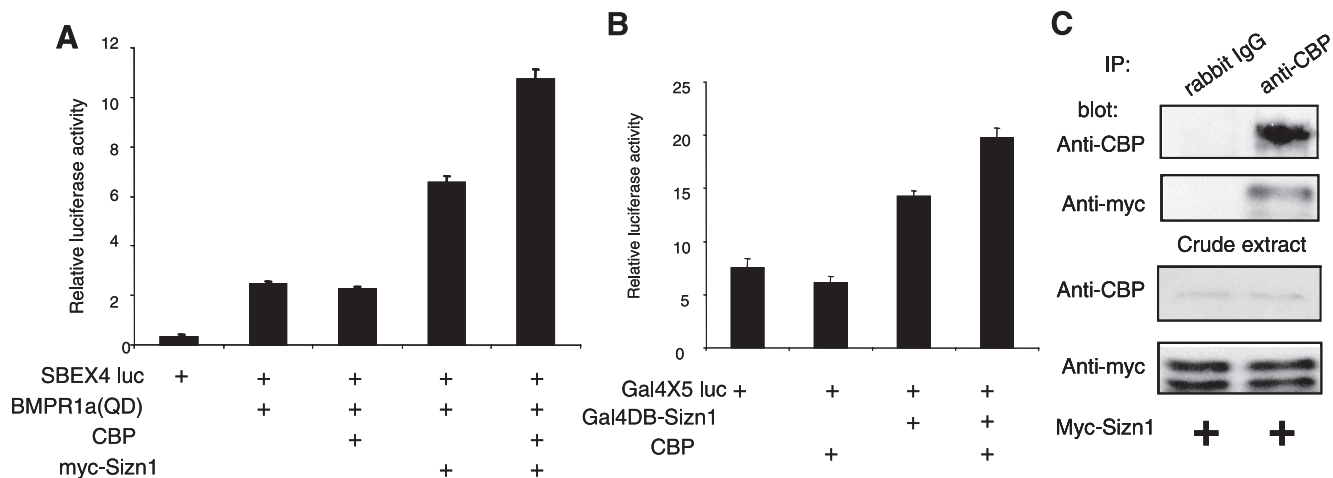 A
Relative luciferase activity
12
10
8
6
4
2
0
SBEX4 luc + + + + +
BMPR1a(QD) + + + +
CBP + +
myc-Sizn1 + +
B
Relative luciferase activity
25
20
15
10
5
0
Gal4X5 luc + + + +
Gal4DB-Sizn1 + +
CBP + +
C
IP: rabbit IgG anti-CBP
blot:
Anti-CBP
Anti-myc
Crude extract
Anti-CBP
Anti-myc
Myc-Sizn1 + +